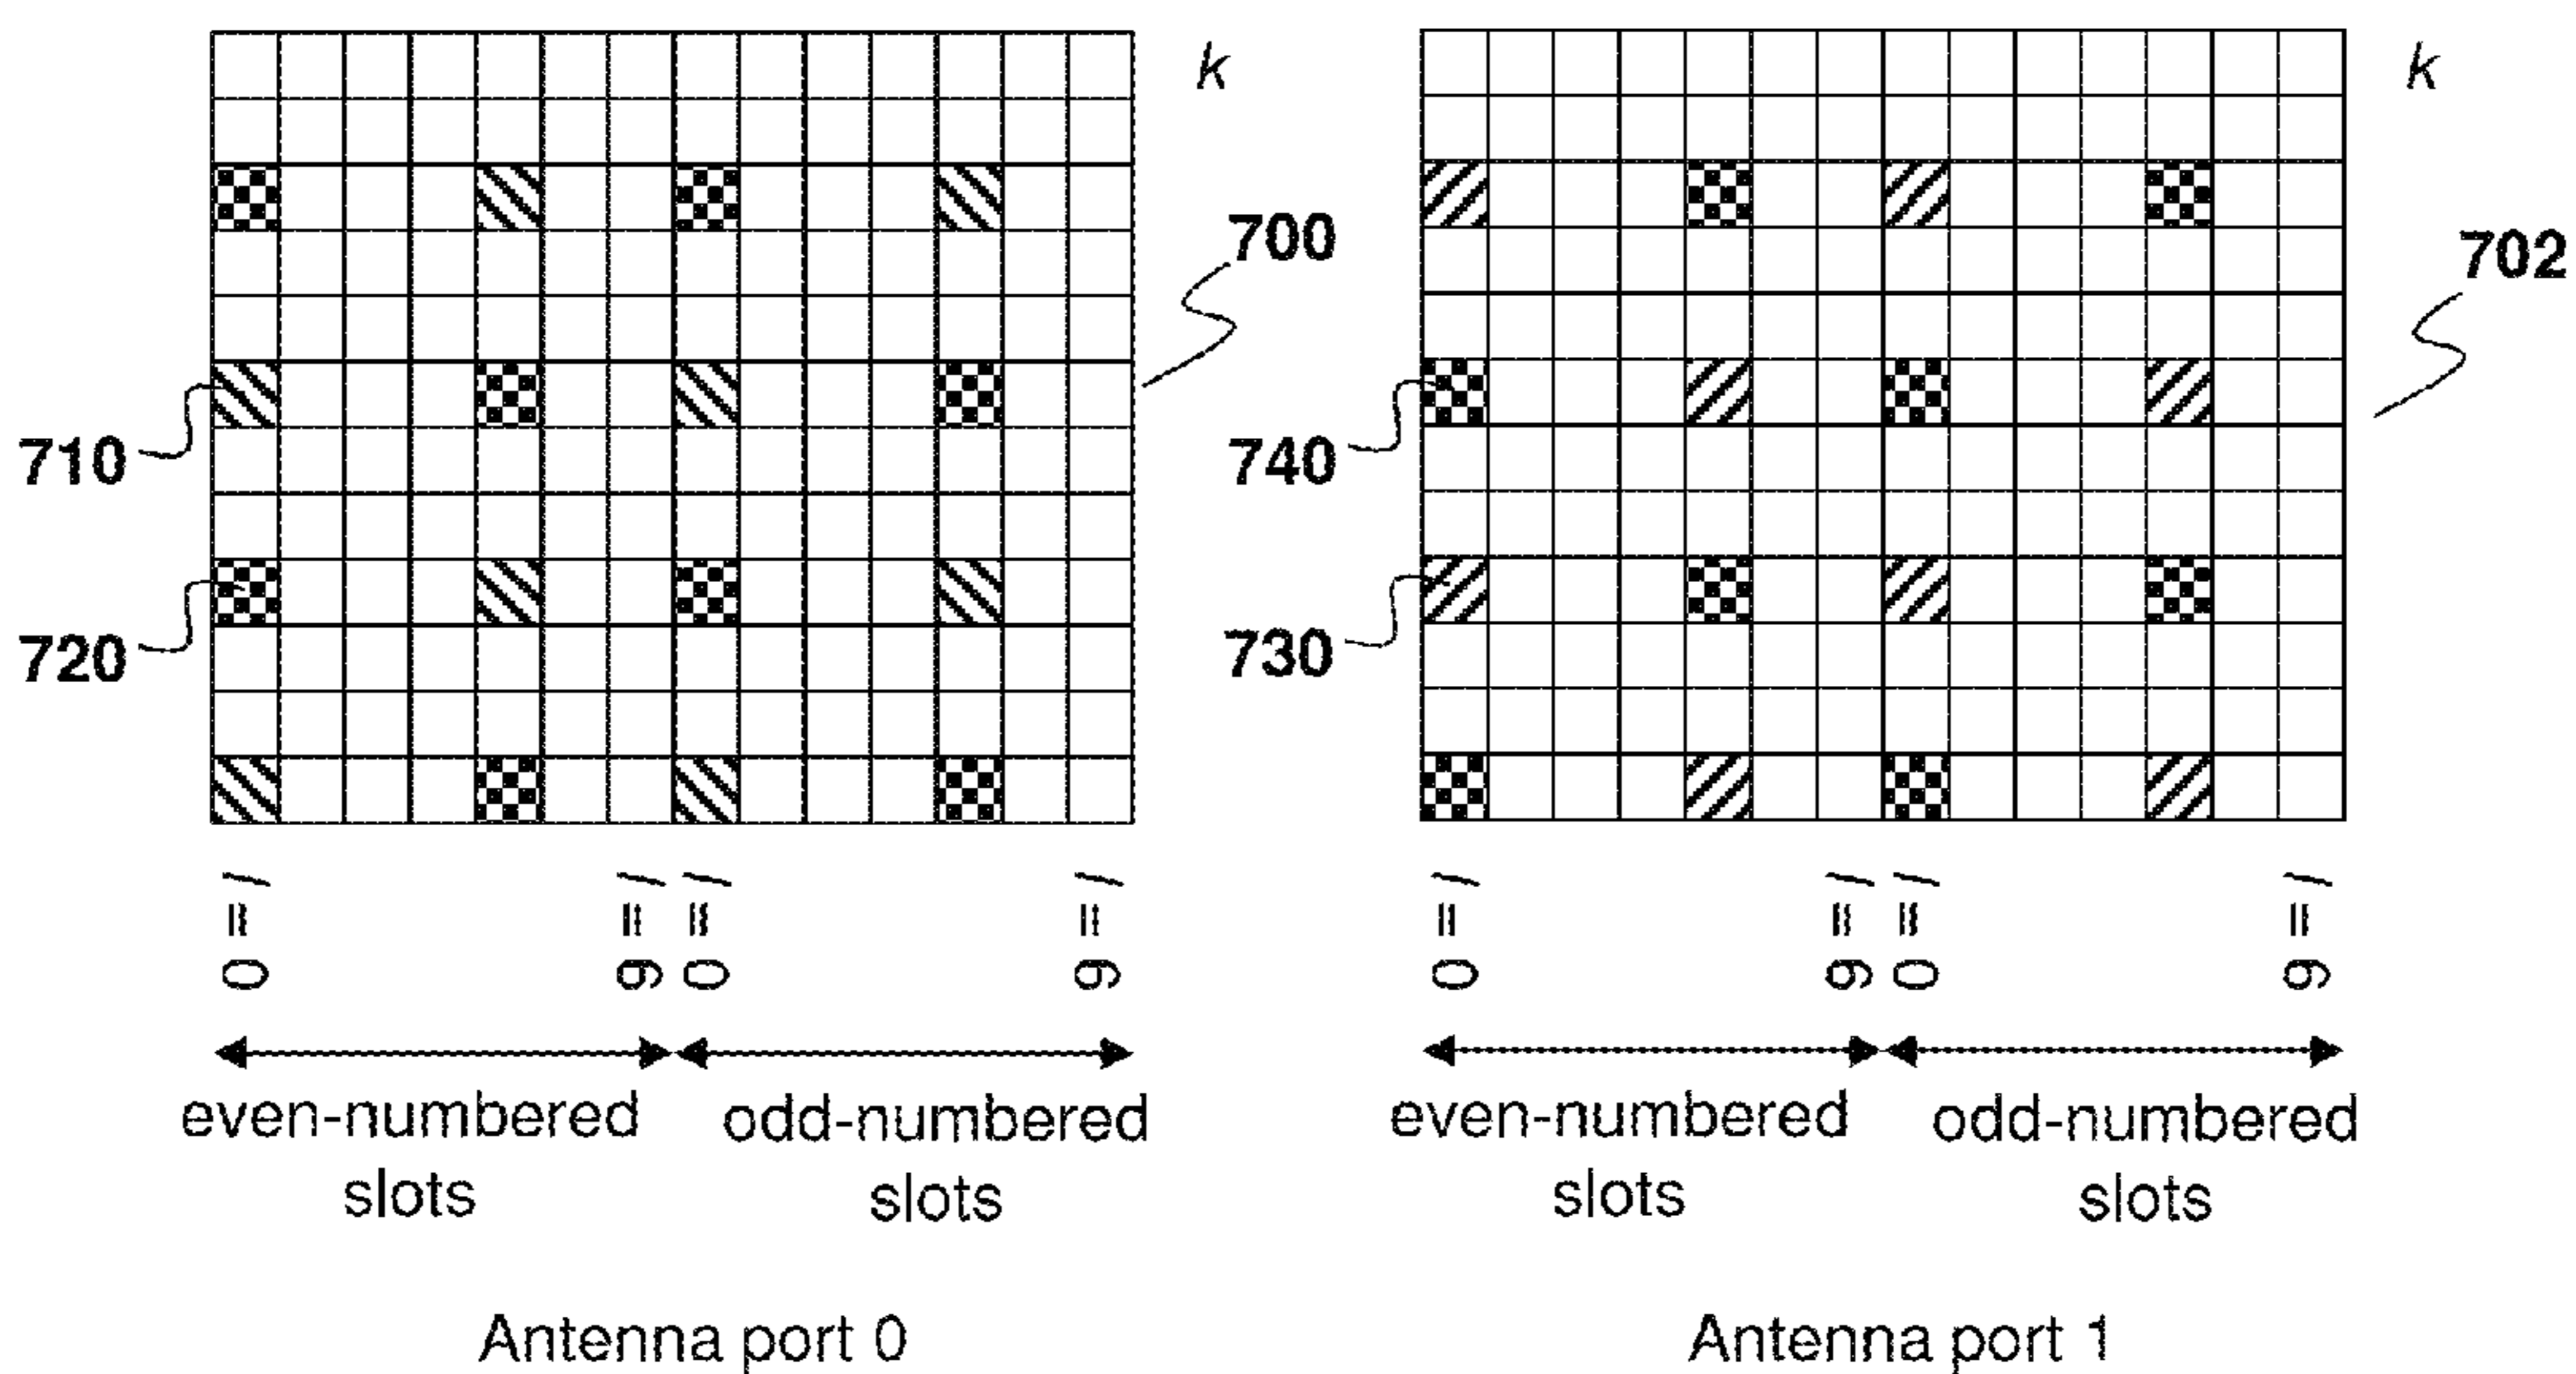 k
k
700
702
710
740
720
730
l = 0
l = 6
l = 0
l = 6
l = 0
l = 6
l = 0
l = 6
even-numbered
slots
odd-numbered
slots
even-numbered
slots
odd-numbered
slots
Antenna port 0
Antenna port 1